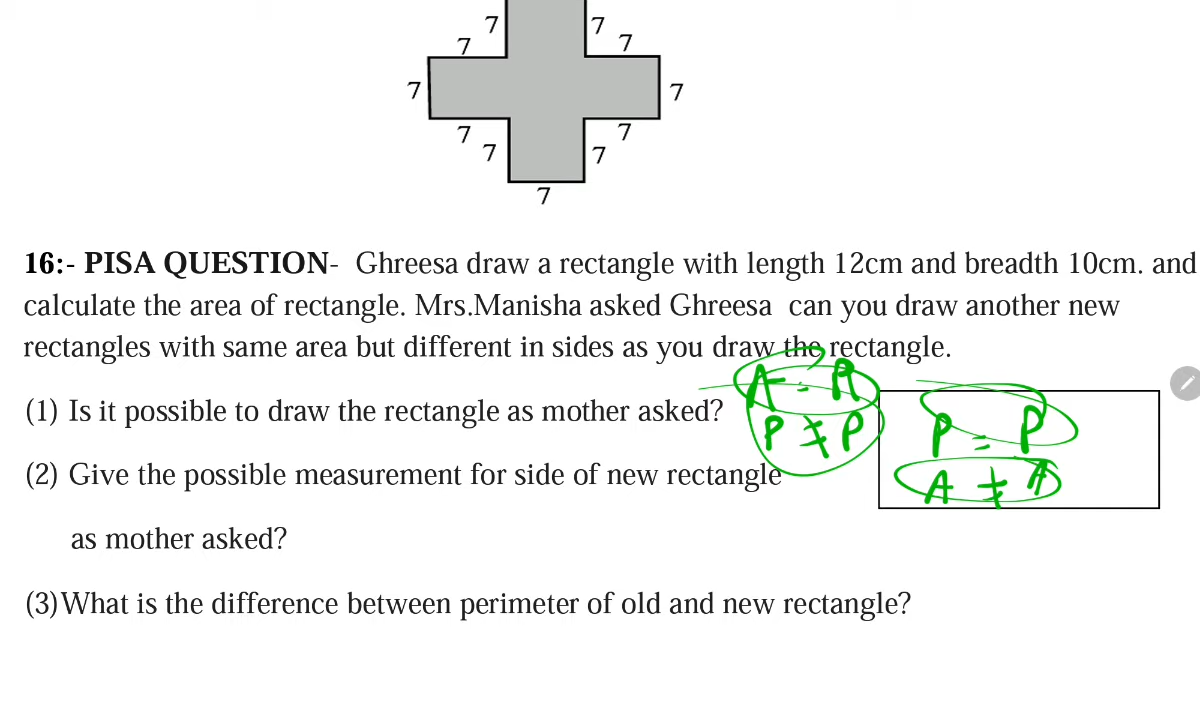 7 7
7 7
7 7
7 7
7 7
7
16:- PISA QUESTION- Ghreesa draw a rectangle with length 12cm and breadth 10cm. and
calculate the area of rectangle. Mrs.Manisha asked Ghreesa can you draw another new
rectangles with same area but different in sides as you draw the rectangle.
A = A
(1) Is it possible to draw the rectangle as mother asked?
P ≠ P
P = P
(2) Give the possible measurement for side of new rectangle
A ≠ A
as mother asked?
(3)What is the difference between perimeter of old and new rectangle?